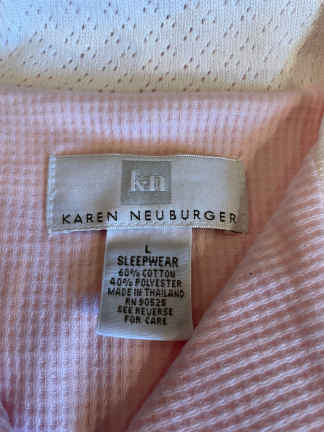 kn
KAREN NEUBURGER
L
SLEEPWEAR
60% COTTON
40% POLYESTER
MADE IN THAILAND
RN 90525
SEE REVERSE
FOR CARE